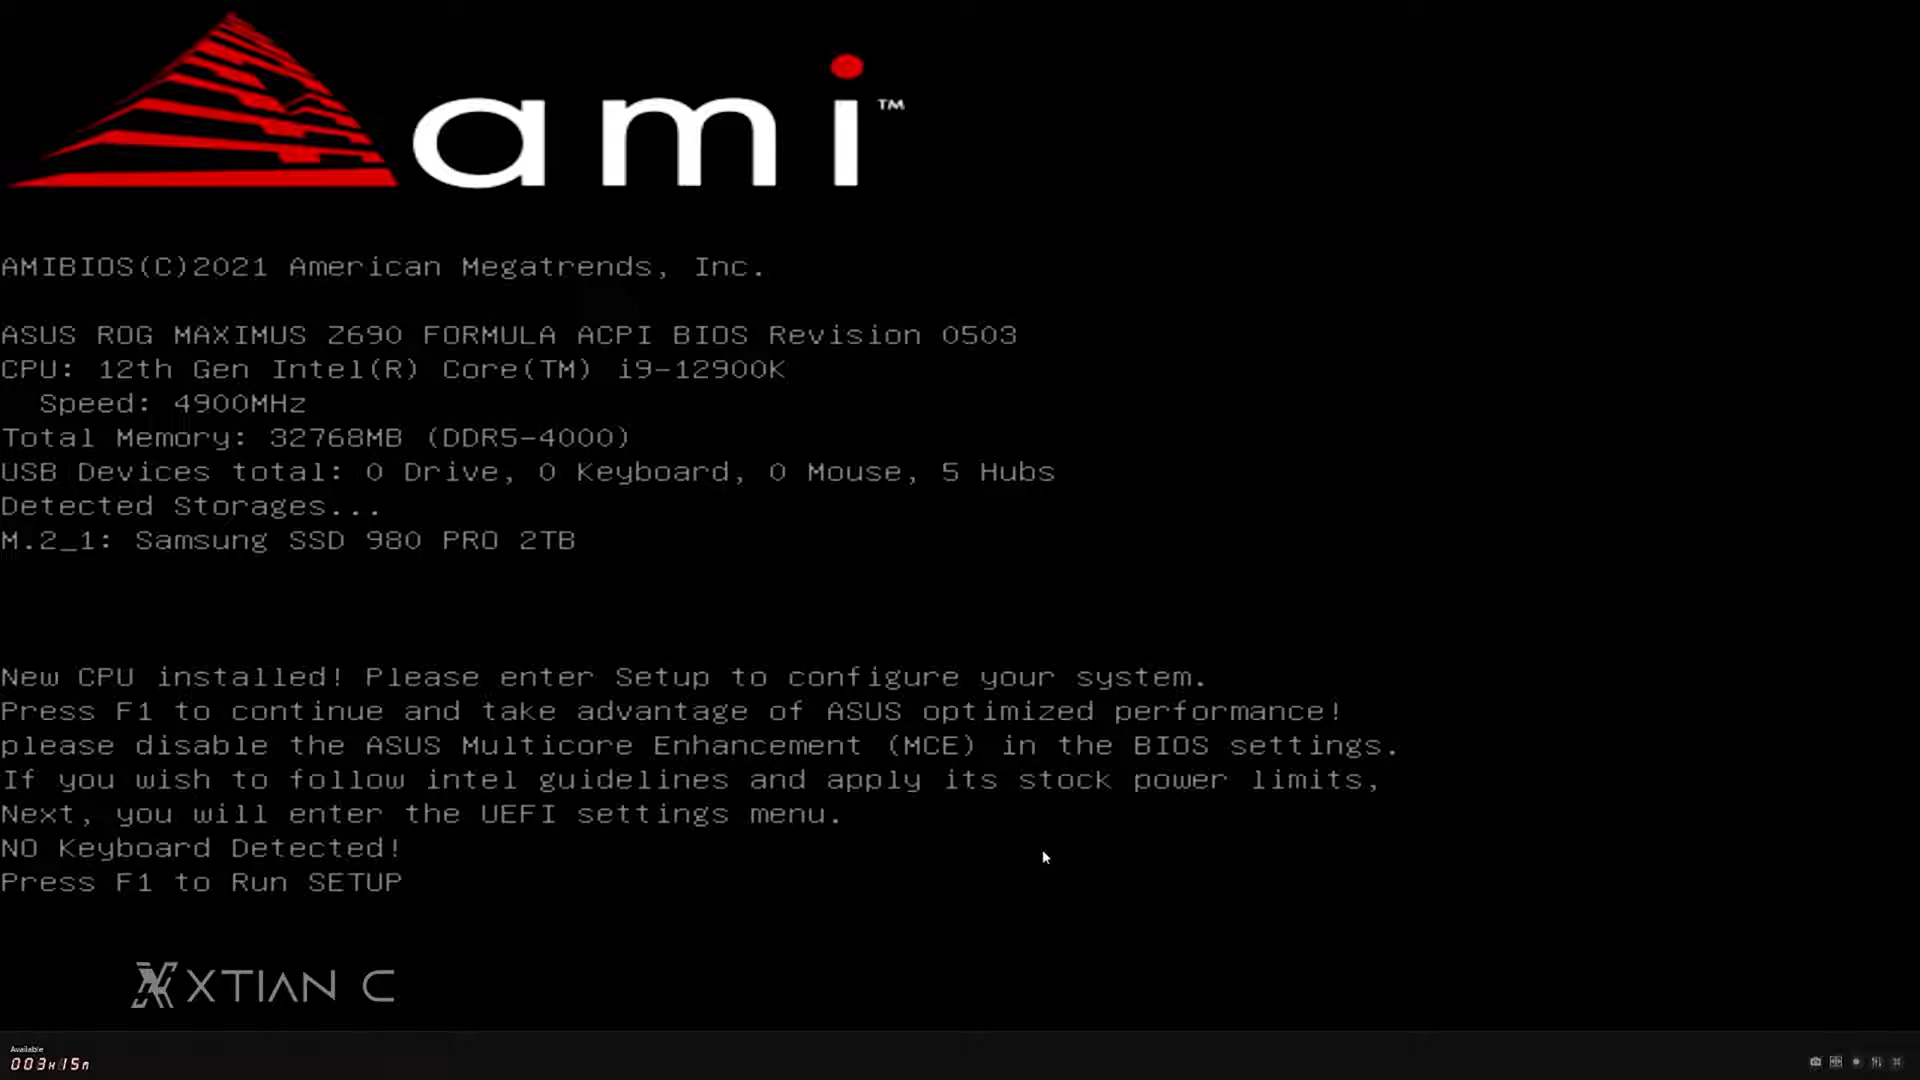 ami™
AMIBIOS(C)2021 American Megatrends, Inc.
ASUS ROG MAXIMUS Z690 FORMULA ACPI BIOS Revision 0503
CPU: 12th Gen Intel(R) Core(TM) i9-12900K
Speed: 4900MHz
Total Memory: 32768MB (DDR5-4000)
USB Devices total: 0 Drive, 0 Keyboard, 0 Mouse, 5 Hubs
Detected Storages...
M.2_1: Samsung SSD 980 PRO 2TB
New CPU installed! Please enter Setup to configure your system.
Press F1 to continue and take advantage of ASUS optimized performance!
please disable the ASUS Multicore Enhancement (MCE) in the BIOS settings.
If you wish to follow intel guidelines and apply its stock power limits,
Next, you will enter the UEFI settings menu.
NO Keyboard Detected!
Press F1 to Run SETUP
XTIAN C
Available
003H15M